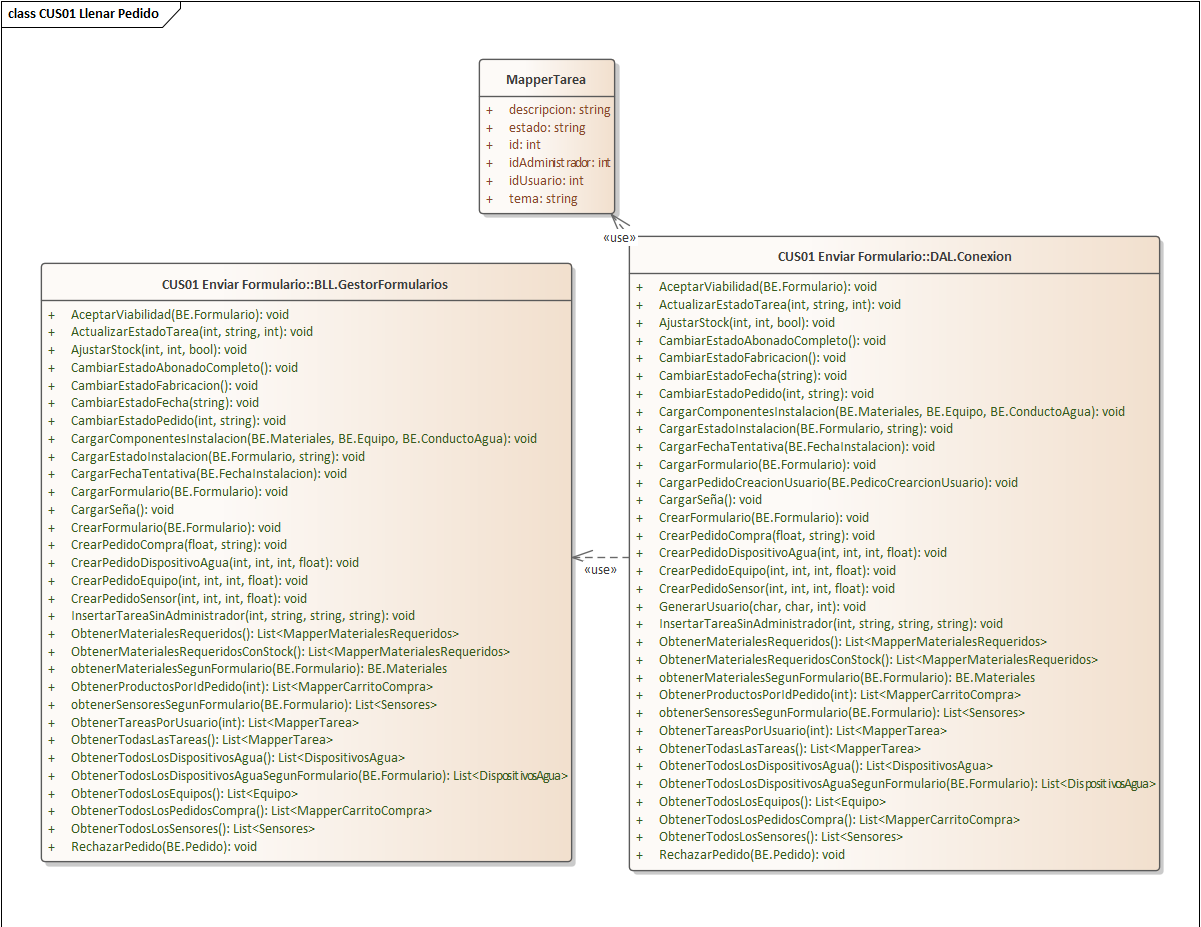 class CUS01 Llenar Pedido
MapperTarea
+ descripcion: string
+ estado: string
+ id: int
+ idAdministrador: int
+ idUsuario: int
+ tema: string
«use»
CUS01 Enviar Formulario::BLL.GestorFormularios
+ AceptarViabilidad(BE.Formulario): void
+ ActualizarEstadoTarea(int, string, int): void
+ AjustarStock(int, int, bool): void
+ CambiarEstadoAbonadoCompleto(): void
+ CambiarEstadoFabricacion(): void
+ CambiarEstadoFecha(string): void
+ CambiarEstadoPedido(int, string): void
+ CargarComponentesInstalacion(BE.Materiales, BE.Equipo, BE.ConductoAgua): void
+ CargarEstadoInstalacion(BE.Formulario, string): void
+ CargarFechaTentativa(BE.FechaInstalacion): void
+ CargarFormulario(BE.Formulario): void
+ CargarSeña(): void
+ CrearFormulario(BE.Formulario): void
+ CrearPedidoCompra(float, string): void
+ CrearPedidoDispositivoAgua(int, int, int, float): void
+ CrearPedidoEquipo(int, int, int, float): void
+ CrearPedidoSensor(int, int, int, float): void
+ InsertarTareaSinAdministrador(int, string, string, string): void
+ ObtenerMaterialesRequeridos(): List<MapperMaterialesRequeridos>
+ ObtenerMaterialesRequeridosConStock(): List<MapperMaterialesRequeridos>
+ obtenerMaterialesSegunFormulario(BE.Formulario): BE.Materiales
+ ObtenerProductosPorIdPedido(int): List<MapperCarritoCompra>
+ obtenerSensoresSegunFormulario(BE.Formulario): List<Sensores>
+ ObtenerTareasPorUsuario(int): List<MapperTarea>
+ ObtenerTodasLasTareas(): List<MapperTarea>
+ ObtenerTodosLosDispositivosAgua(): List<DispositivosAgua>
+ ObtenerTodosLosDispositivosAguaSegunFormulario(BE.Formulario): List<DispositivosAgua>
+ ObtenerTodosLosEquipos(): List<Equipo>
+ ObtenerTodosLosPedidosCompra(): List<MapperCarritoCompra>
+ ObtenerTodosLosSensores(): List<Sensores>
+ RechazarPedido(BE.Pedido): void
«use»
CUS01 Enviar Formulario::DAL.Conexion
+ AceptarViabilidad(BE.Formulario): void
+ ActualizarEstadoTarea(int, string, int): void
+ AjustarStock(int, int, bool): void
+ CambiarEstadoAbonadoCompleto(): void
+ CambiarEstadoFabricacion(): void
+ CambiarEstadoFecha(string): void
+ CambiarEstadoPedido(int, string): void
+ CargarComponentesInstalacion(BE.Materiales, BE.Equipo, BE.ConductoAgua): void
+ CargarEstadoInstalacion(BE.Formulario, string): void
+ CargarFechaTentativa(BE.FechaInstalacion): void
+ CargarFormulario(BE.Formulario): void
+ CargarPedidoCreacionUsuario(BE.PedicoCrearcionUsuario): void
+ CargarSeña(): void
+ CrearFormulario(BE.Formulario): void
+ CrearPedidoCompra(float, string): void
+ CrearPedidoDispositivoAgua(int, int, int, float): void
+ CrearPedidoEquipo(int, int, int, float): void
+ CrearPedidoSensor(int, int, int, float): void
+ GenerarUsuario(char, char, int): void
+ InsertarTareaSinAdministrador(int, string, string, string): void
+ ObtenerMaterialesRequeridos(): List<MapperMaterialesRequeridos>
+ ObtenerMaterialesRequeridosConStock(): List<MapperMaterialesRequeridos>
+ obtenerMaterialesSegunFormulario(BE.Formulario): BE.Materiales
+ ObtenerProductosPorIdPedido(int): List<MapperCarritoCompra>
+ obtenerSensoresSegunFormulario(BE.Formulario): List<Sensores>
+ ObtenerTareasPorUsuario(int): List<MapperTarea>
+ ObtenerTodasLasTareas(): List<MapperTarea>
+ ObtenerTodosLosDispositivosAgua(): List<DispositivosAgua>
+ ObtenerTodosLosDispositivosAguaSegunFormulario(BE.Formulario): List<DispositivosAgua>
+ ObtenerTodosLosEquipos(): List<Equipo>
+ ObtenerTodosLosPedidosCompra(): List<MapperCarritoCompra>
+ ObtenerTodosLosSensores(): List<Sensores>
+ RechazarPedido(BE.Pedido): void